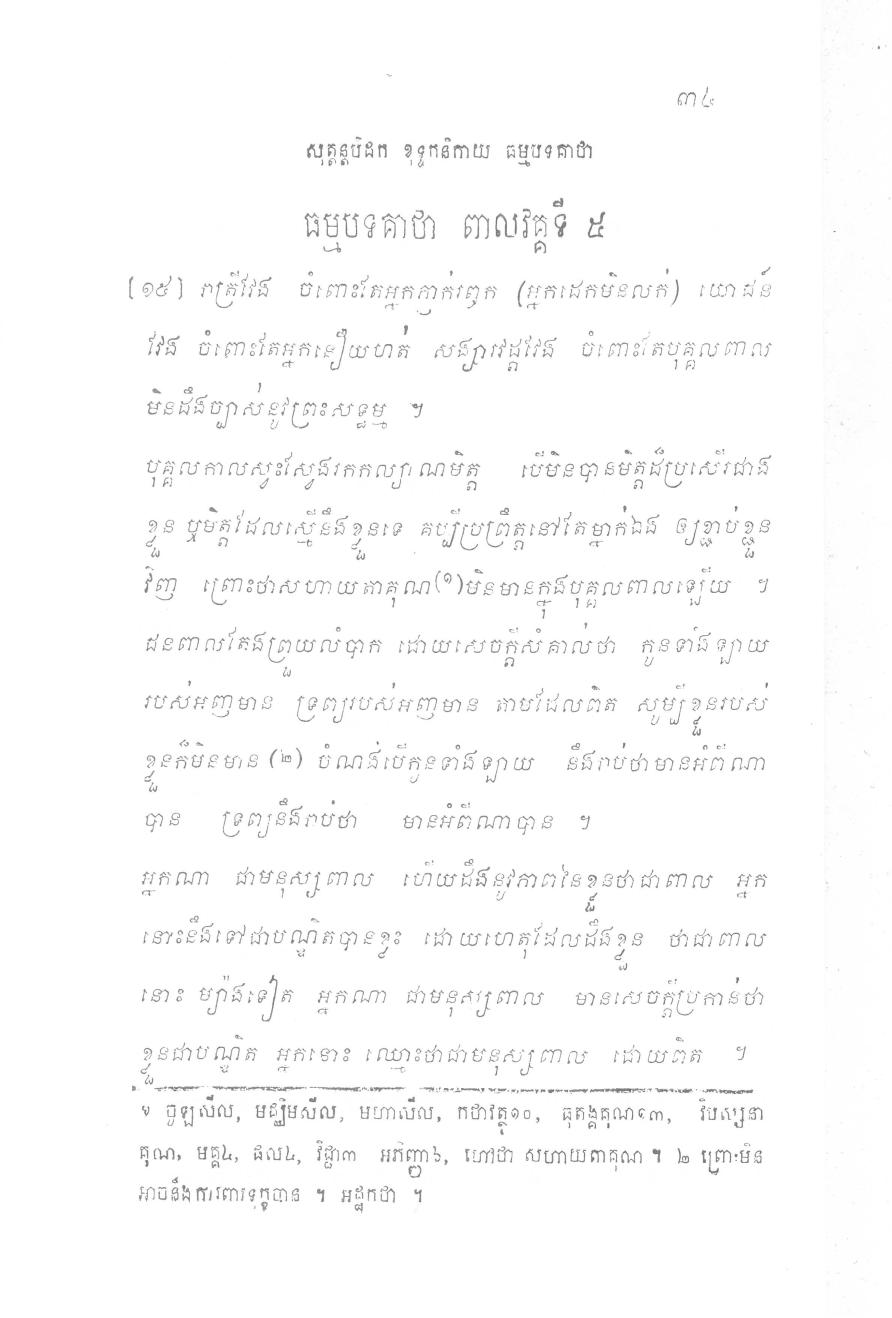 ៣៤
សុត្តន្តបិដក ខុទ្ទកនិកាយ ធម្មបទគាថា
ធម្មបទគាថា ពាលវគ្គទី ៥
[១៥] រាត្រីវែង ចំពោះតែអ្នកភ្ញាក់រឭក (អ្នកដេកមិនលក់) យោជន៍
វែង ចំពោះតែអ្នកនឿយហត់ សង្សារវដ្តវែង ចំពោះតែបុគ្គលពាល
មិនដឹងច្បាស់នូវព្រះសទ្ធម្ម ។
បុគ្គលកាលស្វះស្វែងរកកល្យាណមិត្ត បើមិនបានមិត្តដ៏ប្រសើរជាង
ខ្លួន ឬមិត្តដែលស្មើនឹងខ្លួនទេ គប្បីប្រព្រឹត្តនៅតែម្នាក់ឯង ឲ្យខ្ជាប់ខ្ជួន
វិញ ព្រោះថាសហាយតាគុណ(១)មិនមានក្នុងបុគ្គលពាលឡើយ ។
ជនពាលតែងព្រួយលំបាក ដោយសេចក្តីសំគាល់ថា កូនទាំងឡាយ
របស់អញមាន ទ្រព្យរបស់អញមាន តាមដែលពិត សូម្បីខ្លួនរបស់
ខ្លួនក៏មិនមាន (២) ចំណង់បើកូនទាំងឡាយ នឹងរាប់ថាមានអំពីណា
បាន ទ្រព្យនឹងរាប់ថា មានអំពីណាបាន ។
អ្នកណា ជាមនុស្សពាល ហើយដឹងនូវភាពនៃខ្លួនថាជាពាល អ្នក
នោះនឹងទៅជាបណ្ឌិតបានខ្លះ ដោយហេតុដែលដឹងខ្លួន ថាជាពាល
នោះ ម្យ៉ាងទៀត អ្នកណា ជាមនុស្សពាល មានសេចក្តីប្រកាន់ថា
ខ្លួនជាបណ្ឌិត អ្នកនោះ ឈ្មោះថាជាមនុស្សពាល ដោយពិត ។
១ ចូឡសីល, មជ្ឈិមសីល, មហាសីល, កថាវត្ថុ១០, ធុតង្គគុណ១៣, វិបស្សនា
គុណ, មគ្គ៤, ផល៤, វិជ្ជា៣ អភិញ្ញា៦, ហៅថា សហាយតាគុណ ។ ២ ព្រោះមិន
អាចនឹងការពារទុក្ខបាន ។ អដ្ឋកថា ។